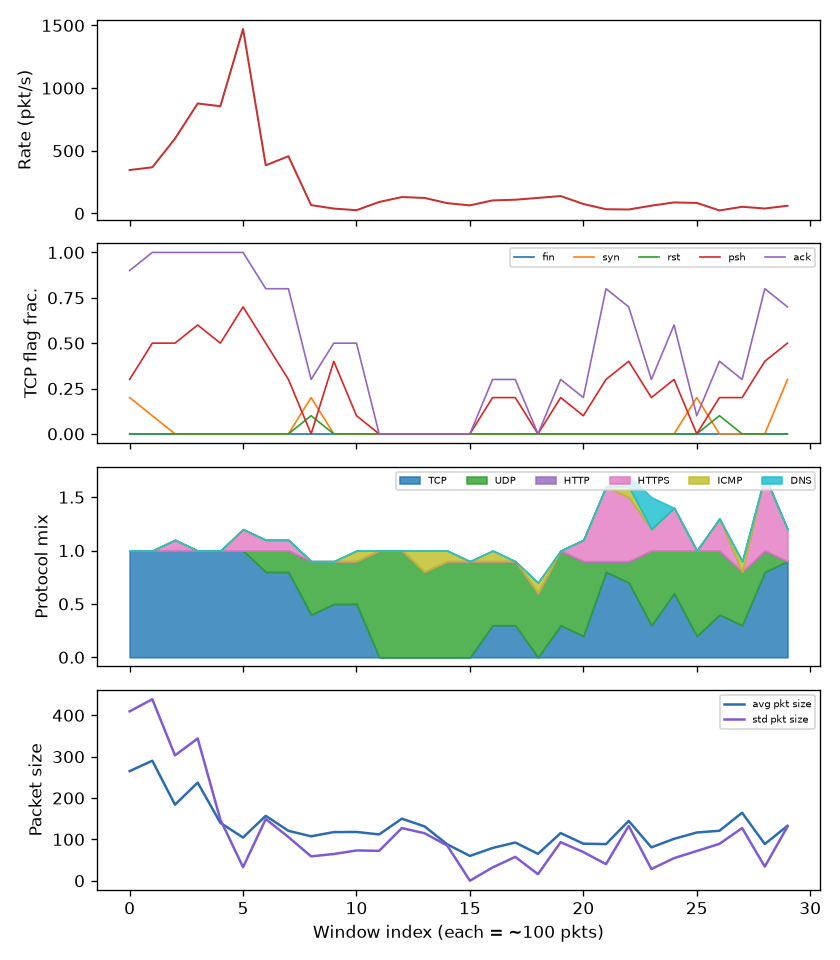 1500
1000
500
0
Rate (pkt/s)
1.00
0.75
0.50
0.25
0.00
TCP flag frac.
fin syn rst psh ack
1.5
1.0
0.5
0.0
Protocol mix
TCP UDP HTTP HTTPS ICMP DNS
400
300
200
100
0
Packet size
avg pkt size
std pkt size
0 5 10 15 20 25 30
Window index (each = ~100 pkts)